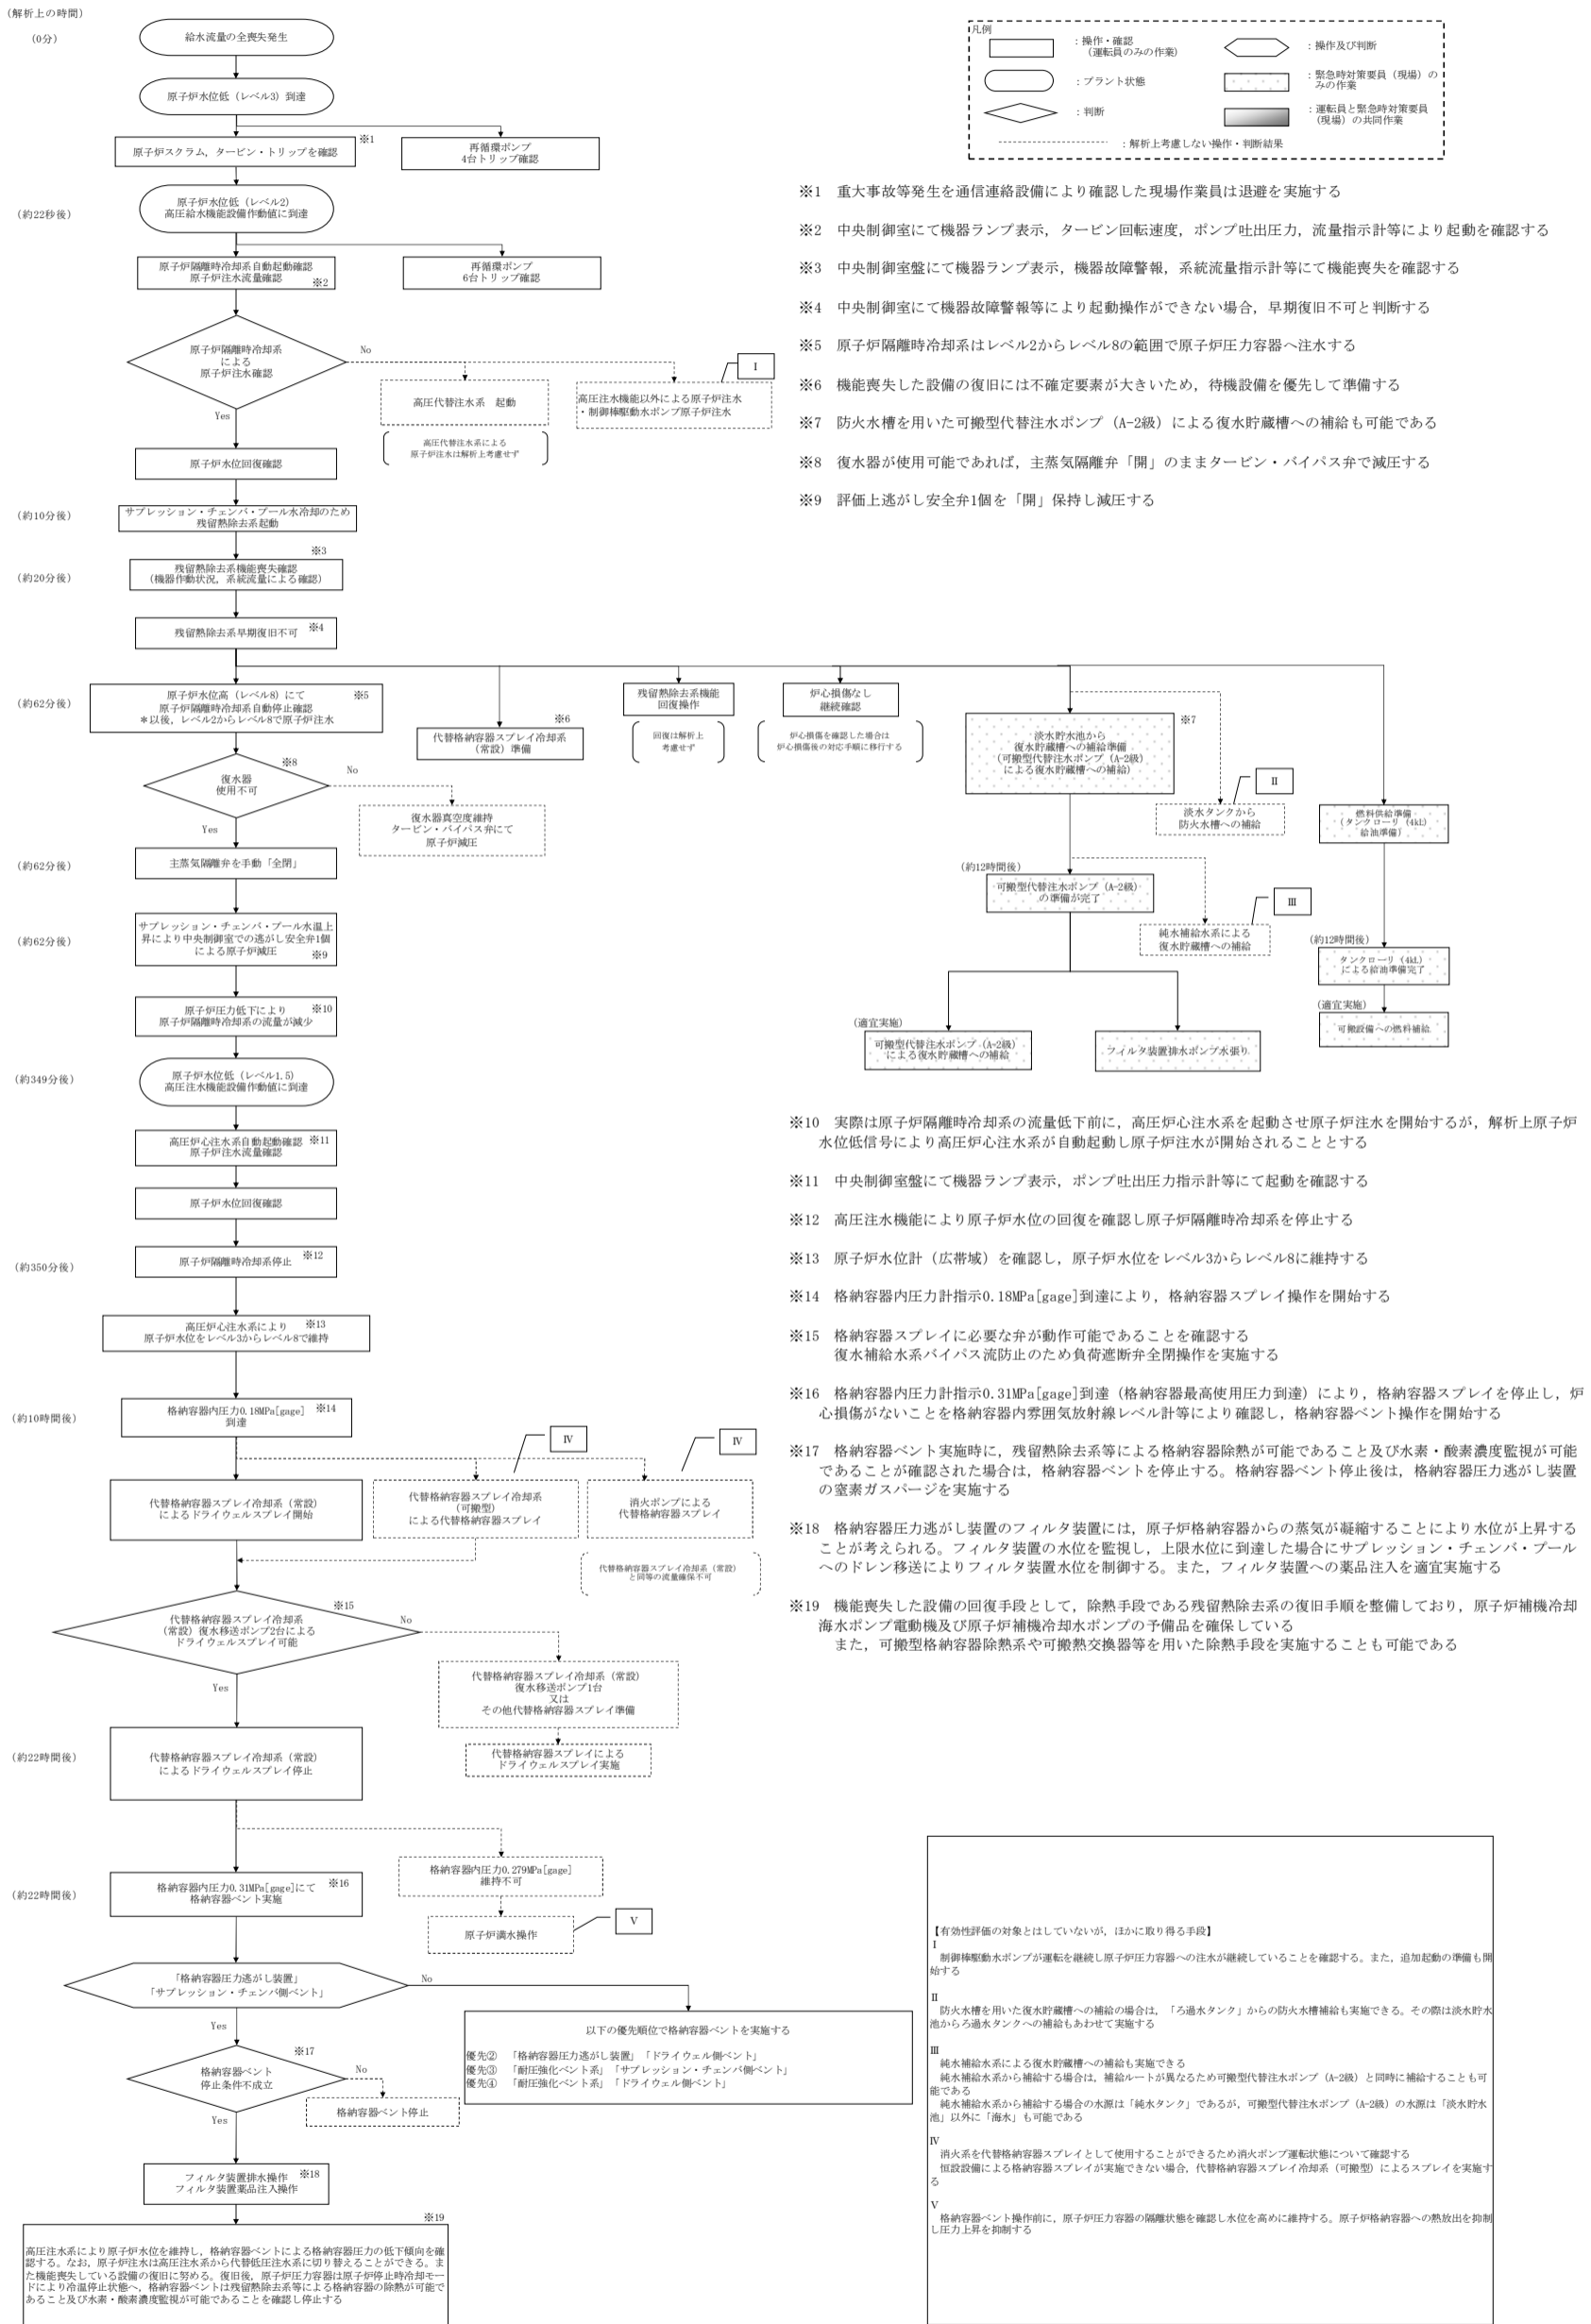 (解析上の時間)
(0分)
給水流量の全喪失発生
原子炉水位低（レベル3）到達
原子炉スクラム，タービン・トリップを確認
※1
再循環ポンプ
4台トリップ確認
(約22秒後)
原子炉水位低（レベル2）
高圧給水機能設備作動値に到達
原子炉隔離時冷却系自動起動確認
原子炉注水流量確認
※2
再循環ポンプ
6台トリップ確認
原子炉隔離時冷却系
による
原子炉注水確認
No
Yes
高圧代替注水系　起動
高圧代替注水系による
原子炉注水は解析上考慮せず
I
高圧注水機能以外による原子炉注水
・制御棒駆動水ポンプ原子炉注水
原子炉水位回復確認
(約10分後)
サプレッション・チェンバ・プール水冷却のため
残留熱除去系起動
※3
(約20分後)
残留熱除去系機能喪失確認
（機器作動状況，系統流量による確認）
残留熱除去系早期復旧不可
※4
(約62分後)
原子炉水位高（レベル8）にて
原子炉隔離時冷却系自動停止確認
＊以後，レベル2からレベル8で原子炉注水
※5
※6
代替格納容器スプレイ冷却系
（常設）準備
残留熱除去系機能
回復操作
回復は解析上
考慮せず
炉心損傷なし
継続確認
炉心損傷を確認した場合は
炉心損傷後の対応手順に移行する
※7
淡水貯水池から
復水貯蔵槽への補給準備
（可搬型代替注水ポンプ（A-2級）
による復水貯蔵槽への補給）
II
淡水タンクから
防火水槽への補給
燃料供給準備
（タンクローリ（4kL）
給油準備）
※8
復水器
使用不可
No
Yes
復水器真空度維持
タービン・バイパス弁にて
原子炉減圧
(約62分後)
主蒸気隔離弁を手動「全閉」
(約62分後)
サプレッション・チェンバ・プール水温上
昇により中央制御室での逃がし安全弁1個
による原子炉減圧
※9
(約12時間後)
可搬型代替注水ポンプ（A-2級）
の準備が完了
III
純水補給水系による
復水貯蔵槽への補給
(約12時間後)
タンクローリ（4kL）
による給油準備完了
(適宜実施)
可搬設備への燃料補給
(適宜実施)
可搬型代替注水ポンプ（A-2級）
による復水貯蔵槽への補給
フィルタ装置排水ポンプ水張り
原子炉圧力低下により
原子炉隔離時冷却系の流量が減少
※10
(約349分後)
原子炉水位低（レベル1.5）
高圧注水機能設備作動値に到達
高圧炉心注水系自動起動確認
原子炉注水流量確認
※11
原子炉水位回復確認
(約350分後)
原子炉隔離時冷却系停止
※12
高圧炉心注水系により
原子炉水位をレベル3からレベル8で維持
※13
(約10時間後)
格納容器内圧力0.18MPa[gage]
到達
※14
IV
IV
代替格納容器スプレイ冷却系（常設）
によるドライウェルスプレイ開始
代替格納容器スプレイ冷却系
（可搬型）
による代替格納容器スプレイ
消火ポンプによる
代替格納容器スプレイ
代替格納容器スプレイ冷却系（常設）
と同等の流量確保不可
※15
代替格納容器スプレイ冷却系
（常設）復水移送ポンプ2台による
ドライウェルスプレイ可能
No
Yes
代替格納容器スプレイ冷却系（常設）
復水移送ポンプ1台
又は
その他代替格納容器スプレイ準備
代替格納容器スプレイによる
ドライウェルスプレイ実施
(約22時間後)
代替格納容器スプレイ冷却系（常設）
によるドライウェルスプレイ停止
格納容器内圧力0.279MPa[gage]
維持不可
原子炉満水操作
V
(約22時間後)
格納容器内圧力0.31MPa[gage]にて
格納容器ベント実施
※16
「格納容器圧力逃がし装置」
「サプレッション・チェンバ側ベント」
No
Yes
以下の優先順位で格納容器ベントを実施する
優先②　「格納容器圧力逃がし装置」「ドライウェル側ベント」
優先③　「耐圧強化ベント系」「サプレッション・チェンバ側ベント」
優先④　「耐圧強化ベント系」「ドライウェル側ベント」
※17
格納容器ベント
停止条件不成立
No
Yes
格納容器ベント停止
フィルタ装置排水操作
フィルタ装置薬品注入操作
※18
※19
高圧注水系により原子炉水位を維持し，格納容器ベントによる格納容器圧力の低下傾向を確
認する。なお，原子炉注水は高圧注水系から代替低圧注水系に切り替えることができる。ま
た機能喪失している設備の復旧に努める。復旧後，原子炉圧力容器は原子炉停止時冷却モー
ドにより冷温停止状態へ，格納容器ベントは残留熱除去系等による格納容器の除熱が可能で
あること及び水素・酸素濃度監視が可能であることを確認し停止する
凡例
：操作・確認
（運転員のみの作業）
：操作及び判断
：プラント状態
：緊急時対策要員（現場）の
みの作業
：判断
：運転員と緊急時対策要員
（現場）の共同作業
：解析上考慮しない操作・判断結果
※1　重大事故等発生を通信連絡設備により確認した現場作業員は退避を実施する
※2　中央制御室にて機器ランプ表示，タービン回転速度，ポンプ吐出圧力，流量指示計等により起動を確認する
※3　中央制御室盤にて機器ランプ表示，機器故障警報，系統流量指示計等にて機能喪失を確認する
※4　中央制御室にて機器故障警報等により起動操作ができない場合，早期復旧不可と判断する
※5　原子炉隔離時冷却系はレベル2からレベル8の範囲で原子炉圧力容器へ注水する
※6　機能喪失した設備の復旧には不確定要素が大きいため，待機設備を優先して準備する
※7　防火水槽を用いた可搬型代替注水ポンプ（A-2級）による復水貯蔵槽への補給も可能である
※8　復水器が使用可能であれば，主蒸気隔離弁「開」のままタービン・バイパス弁で減圧する
※9　評価上逃がし安全弁1個を「開」保持し減圧する
※10　実際は原子炉隔離時冷却系の流量低下前に，高圧炉心注水系を起動させ原子炉注水を開始するが，解析上原子炉
水位低信号により高圧炉心注水系が自動起動し原子炉注水が開始されることとする
※11　中央制御室盤にて機器ランプ表示，ポンプ吐出圧力指示計等にて起動を確認する
※12　高圧注水機能により原子炉水位の回復を確認し原子炉隔離時冷却系を停止する
※13　原子炉水位計（広帯域）を確認し，原子炉水位をレベル3からレベル8に維持する
※14　格納容器内圧力計指示0.18MPa[gage]到達により，格納容器スプレイ操作を開始する
※15　格納容器スプレイに必要な弁が動作可能であることを確認する
復水補給水系バイパス流防止のため負荷遮断弁全閉操作を実施する
※16　格納容器内圧力計指示0.31MPa[gage]到達（格納容器最高使用圧力到達）により，格納容器スプレイを停止し，炉
心損傷がないことを格納容器内雰囲気放射線レベル計等により確認し，格納容器ベント操作を開始する
※17　格納容器ベント実施時に，残留熱除去系等による格納容器除熱が可能であること及び水素・酸素濃度監視が可能
であることが確認された場合は，格納容器ベントを停止する。格納容器ベント停止後は，格納容器圧力逃がし装置
の窒素ガスパージを実施する
※18　格納容器圧力逃がし装置のフィルタ装置には，原子炉格納容器からの蒸気が凝縮することにより水位が上昇する
ことが考えられる。フィルタ装置の水位を監視し，上限水位に到達した場合にサプレッション・チェンバ・プール
へのドレン移送によりフィルタ装置水位を制御する。また，フィルタ装置への薬品注入を適宜実施する
※19　機能喪失した設備の回復手段として，除熱手段である残留熱除去系の復旧手順を整備しており，原子炉補機冷却
海水ポンプ電動機及び原子炉補機冷却水ポンプの予備品を確保している
また，可搬型格納容器除熱系や可搬熱交換器等を用いた除熱手段を実施することも可能である
【有効性評価の対象とはしていないが，ほかに取り得る手段】
I
制御棒駆動水ポンプが運転を継続し原子炉圧力容器への注水が継続していることを確認する。また，追加起動の準備も開
始する
II
防火水槽を用いた復水貯蔵槽への補給の場合は，「ろ過水タンク」からの防火水槽補給も実施できる。その際は淡水貯水
池からろ過水タンクへの補給もあわせて実施する
III
純水補給水系による復水貯蔵槽への補給も実施できる
純水補給水系から補給する場合は，補給ルートが異なるため可搬型代替注水ポンプ（A-2級）と同時に補給することも可
能である
純水補給水系から補給する場合の水源は「純水タンク」であるが，可搬型代替注水ポンプ（A-2級）の水源は「淡水貯水
池」以外に「海水」も可能である
IV
消火系を代替格納容器スプレイとして使用することができるため消火ポンプ運転状態について確認する
恒設設備による格納容器スプレイが実施できない場合，代替格納容器スプレイ冷却系（可搬型）によるスプレイを実施す
る
V
格納容器ベント操作前に，原子炉圧力容器の隔離状態を確認し水位を高めに維持する。原子炉格納容器への熱放出を抑制
し圧力上昇を抑制する